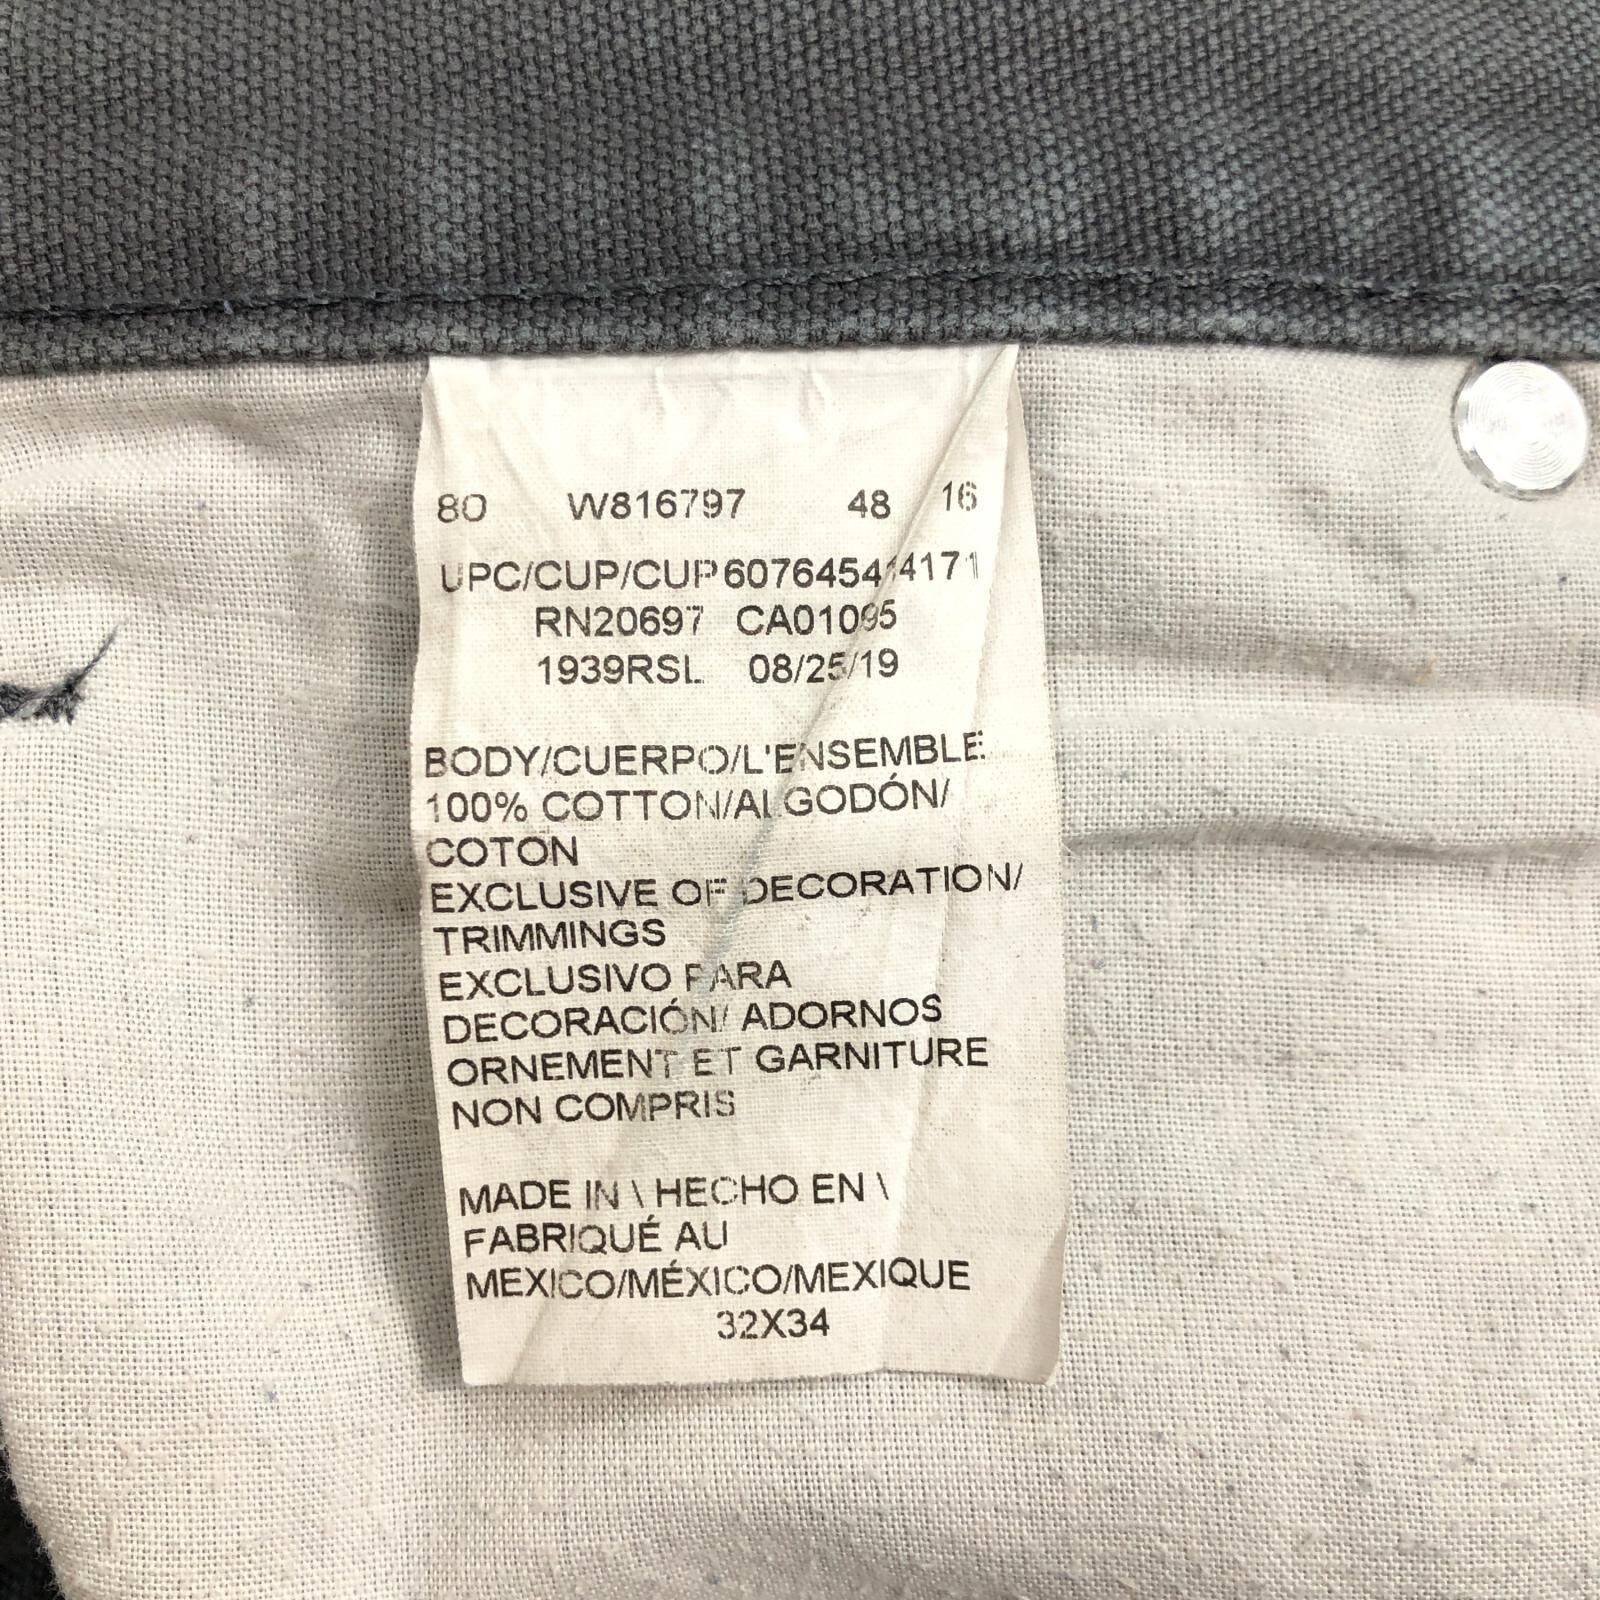 80 W816797 48 16
UPC/CUP/CUP
RN20697 CA01095
1939RSL 08/25/19
BODY/CUERPO/L'ENSEMBLE:
100% COTTON/ALGODÓN/
COTON
EXCLUSIVE OF DECORATION/
TRIMMINGS
EXCLUSIVO PARA
DECORACIÓN/ ADORNOS
ORNEMENT ET GARNITURE
NON COMPRIS
MADE IN \ HECHO EN \
FABRIQUÉ AU
MEXICO/MÉXICO/MEXIQUE
32X34